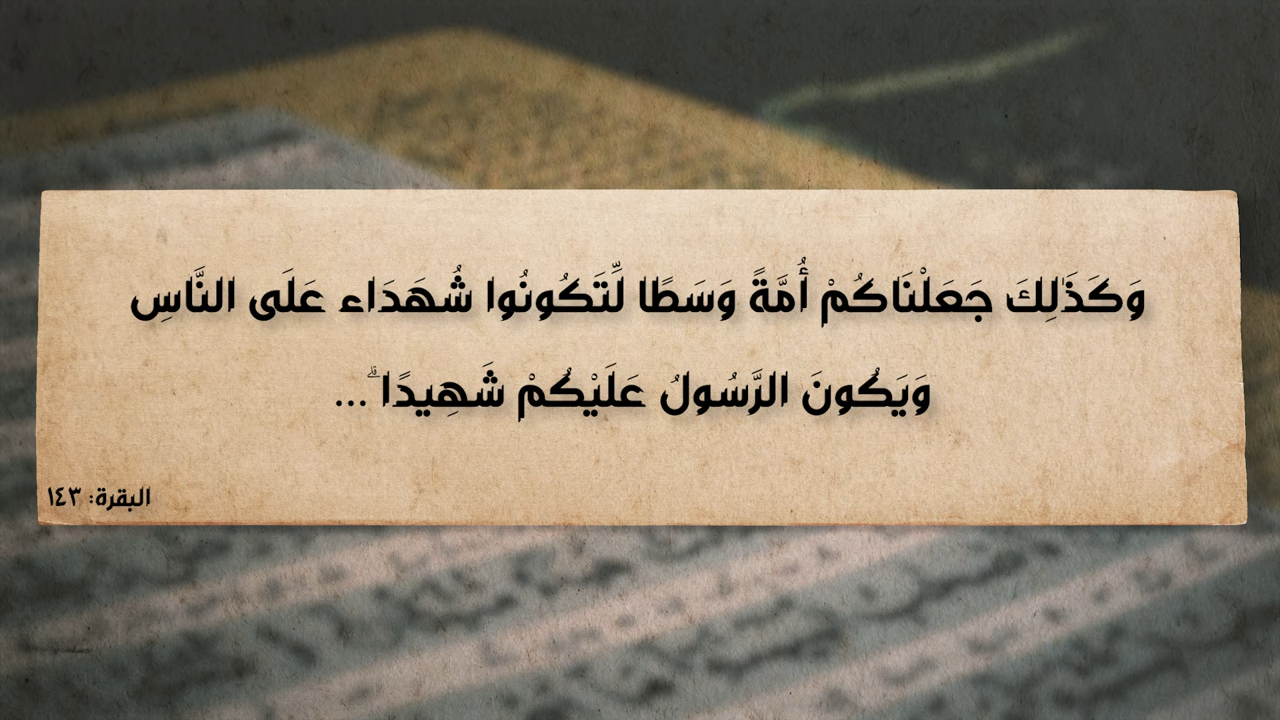 وَكَذَٰلِكَ جَعَلْنَاكُمْ أُمَّةً وَسَطًا لِّتَكُونُوا شُهَدَاء عَلَى النَّاسِ
وَيَكُونَ الرَّسُولُ عَلَيْكُمْ شَهِيدًا ۗ ...
البقرة: ١٤٣